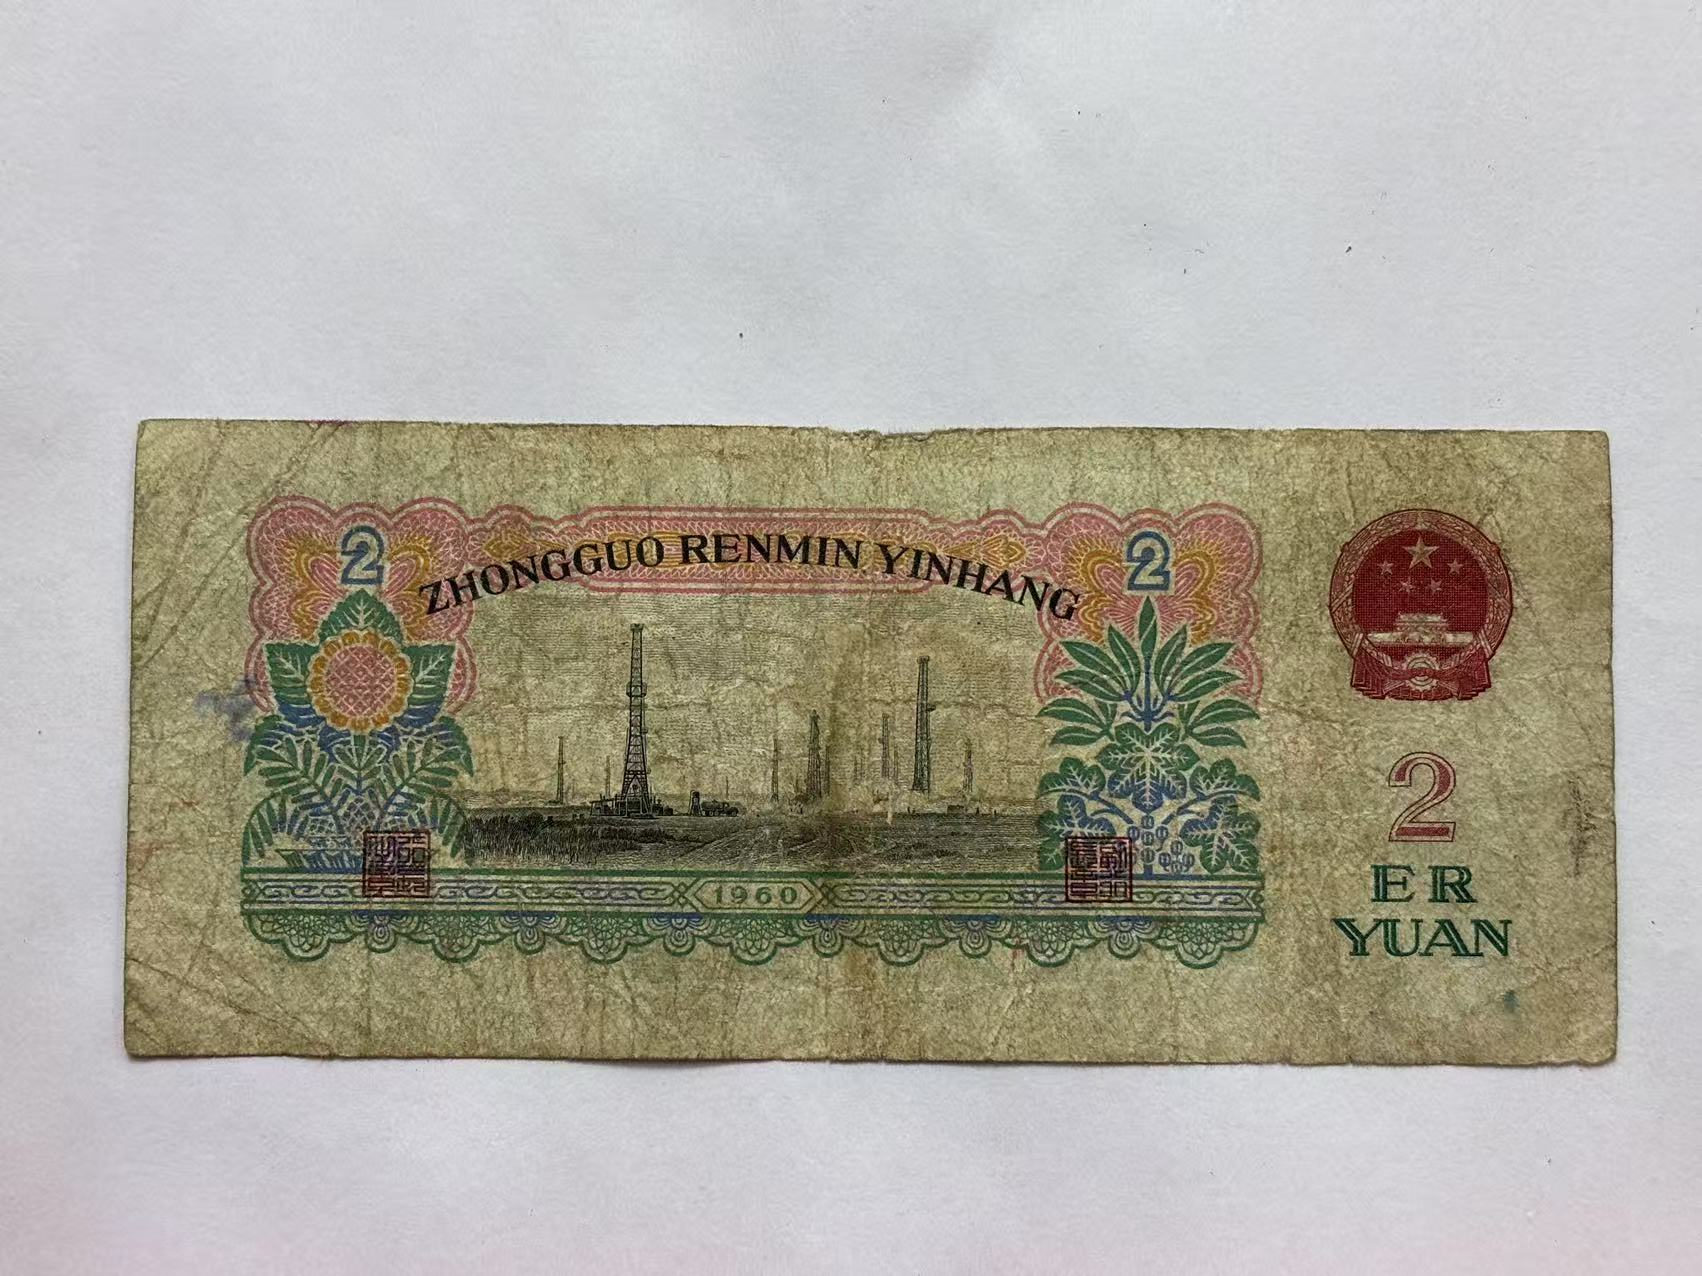 2
ZHONGGUO RENMIN YINHANG
2
1960
2
ER
YUAN